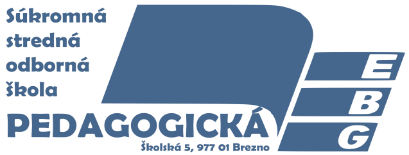 Súkromná
stredná
odborná
škola
PEDAGOGICKÁ
Školská 5, 977 01 Brezno
E
B
G